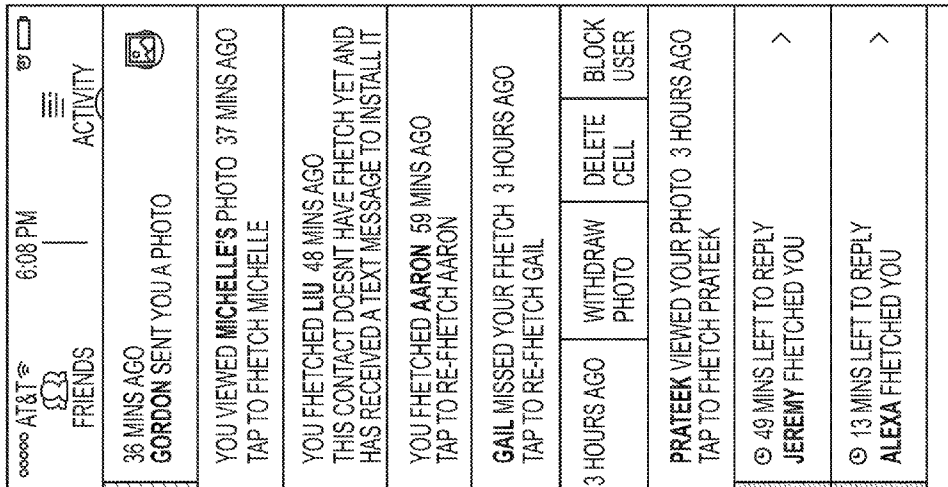 ooooo AT&T 6:08 PM
FRIENDS ACTIVITY
36 MINS AGO
GORDON SENT YOU A PHOTO
YOU VIEWED MICHELLE'S PHOTO 37 MINS AGO
TAP TO FHETCH MICHELLE
YOU FHETCHED LIU 48 MINS AGO
THIS CONTACT DOESNT HAVE FHETCH YET AND
HAS RECEIVED A TEXT MESSAGE TO INSTALL IT
YOU FHETCHED AARON 59 MINS AGO
TAP TO RE-FHETCH AARON
GAIL MISSED YOUR FHETCH 3 HOURS AGO
TAP TO RE-FHETCH GAIL
3 HOURS AGO
WITHDRAW
PHOTO
DELETE
CELL
BLOCK
USER
PRATEEK VIEWED YOUR PHOTO 3 HOURS AGO
TAP TO FHETCH PRATEEK
49 MINS LEFT TO REPLY >
JEREMY FHETCHED YOU
13 MINS LEFT TO REPLY >
ALEXA FHETCHED YOU